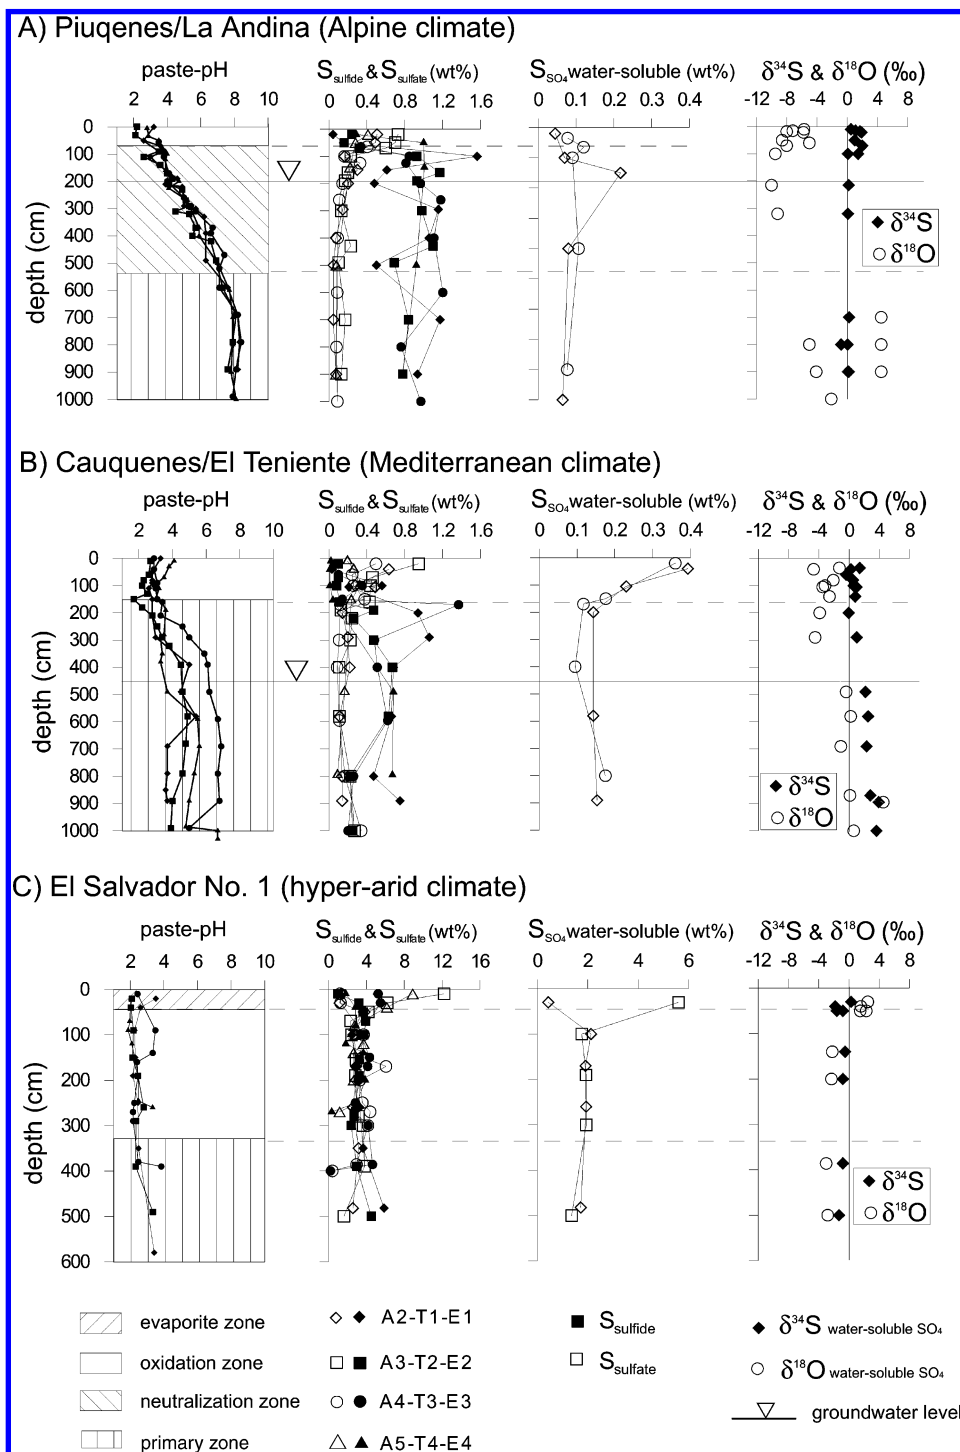 A) Piuqenes/La Andina (Alpine climate)
paste-pH
S sulfide & S sulfate (wt%)
S SO₄ water-soluble (wt%)
δ³⁴S & δ¹⁸O (‰)
2 4 6 8 10
0 0.4 0.8 1.2 1.6
0 0.1 0.2 0.3 0.4
-12 -8 -4 0 4 8
depth (cm)
0
100
200
300
400
500
600
700
800
900
1000
δ³⁴S
δ¹⁸O
B) Cauquenes/El Teniente (Mediterranean climate)
paste-pH
S sulfide & S sulfate (wt%)
S SO₄ water-soluble (wt%)
δ³⁴S & δ¹⁸O (‰)
2 4 6 8 10
0 0.4 0.8 1.2 1.6
0 0.1 0.2 0.3 0.4
-12 -8 -4 0 4 8
depth (cm)
0
100
200
300
400
500
600
700
800
900
1000
δ³⁴S
δ¹⁸O
C) El Salvador No. 1 (hyper-arid climate)
paste-pH
S sulfide & S sulfate (wt%)
S SO₄ water-soluble (wt%)
δ³⁴S & δ¹⁸O (‰)
2 4 6 8 10
0 4 8 12 16
0 2 4 6 8
-12 -8 -4 0 4 8
depth (cm)
0
100
200
300
400
500
600
δ³⁴S
δ¹⁸O
evaporite zone
oxidation zone
neutralization zone
primary zone
A2-T1-E1
A3-T2-E2
A4-T3-E3
A5-T4-E4
S sulfide
S sulfate
δ³⁴S water-soluble SO₄
δ¹⁸O water-soluble SO₄
groundwater level